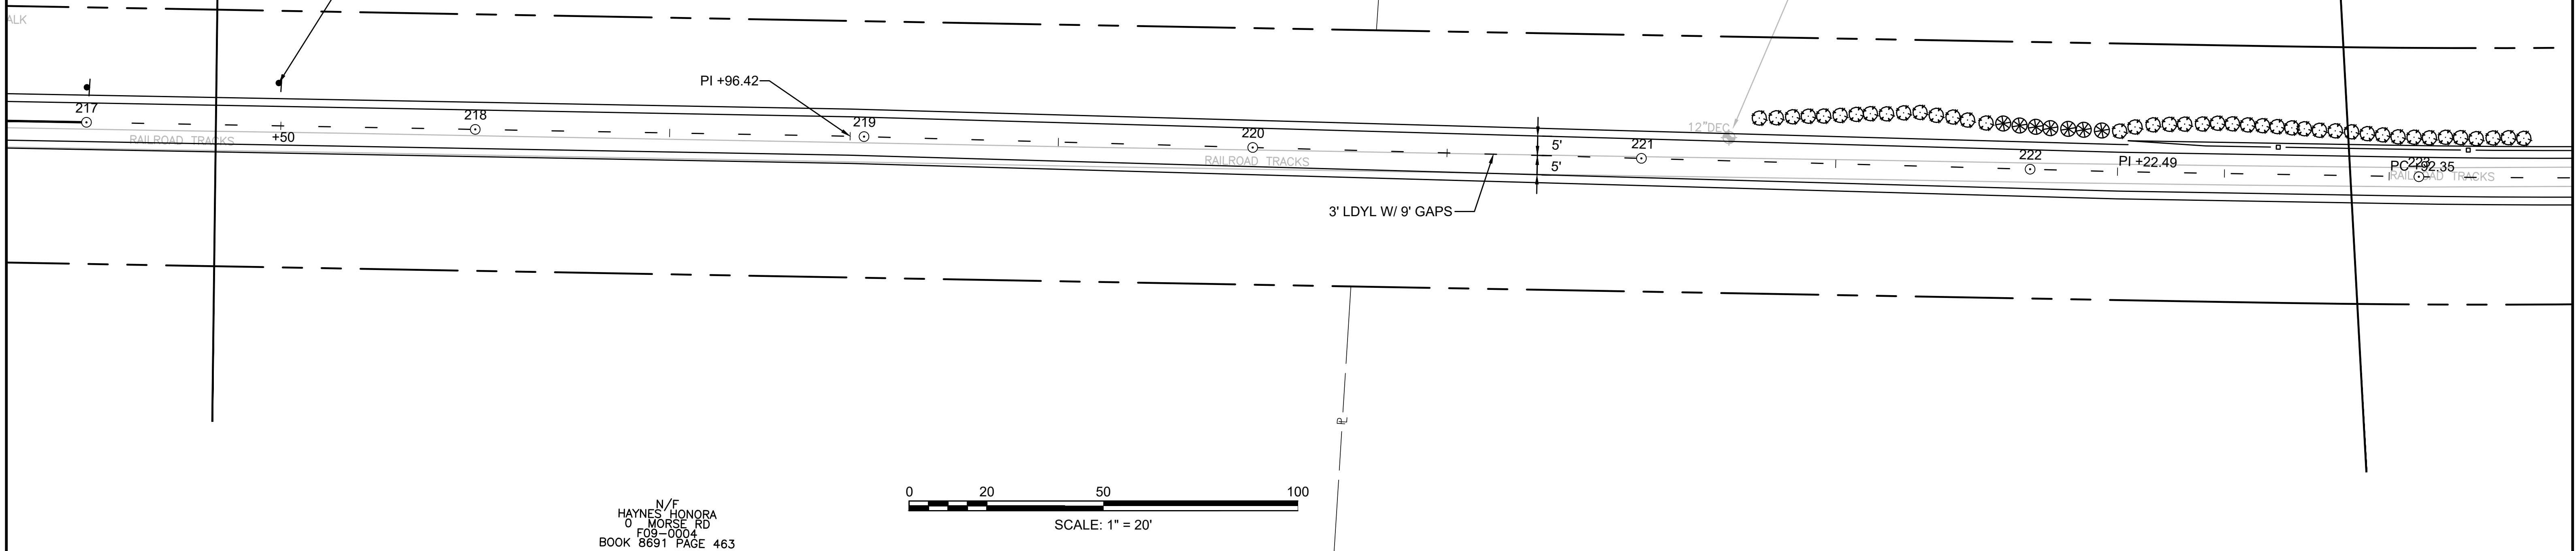 ALK
PI +96.42
217
218
219
220
221
222
223
12"DEC
RAILROAD TRACKS
+50
RAILROAD TRACKS
5'
5'
PI +22.49
PC +92.35
RAILROAD TRACKS
3' LDYL W/ 9' GAPS
PL
0 20 50 100
SCALE: 1" = 20'
N/F
HAYNES HONORA
0 MORSE RD
F09-0004
BOOK 8691 PAGE 463